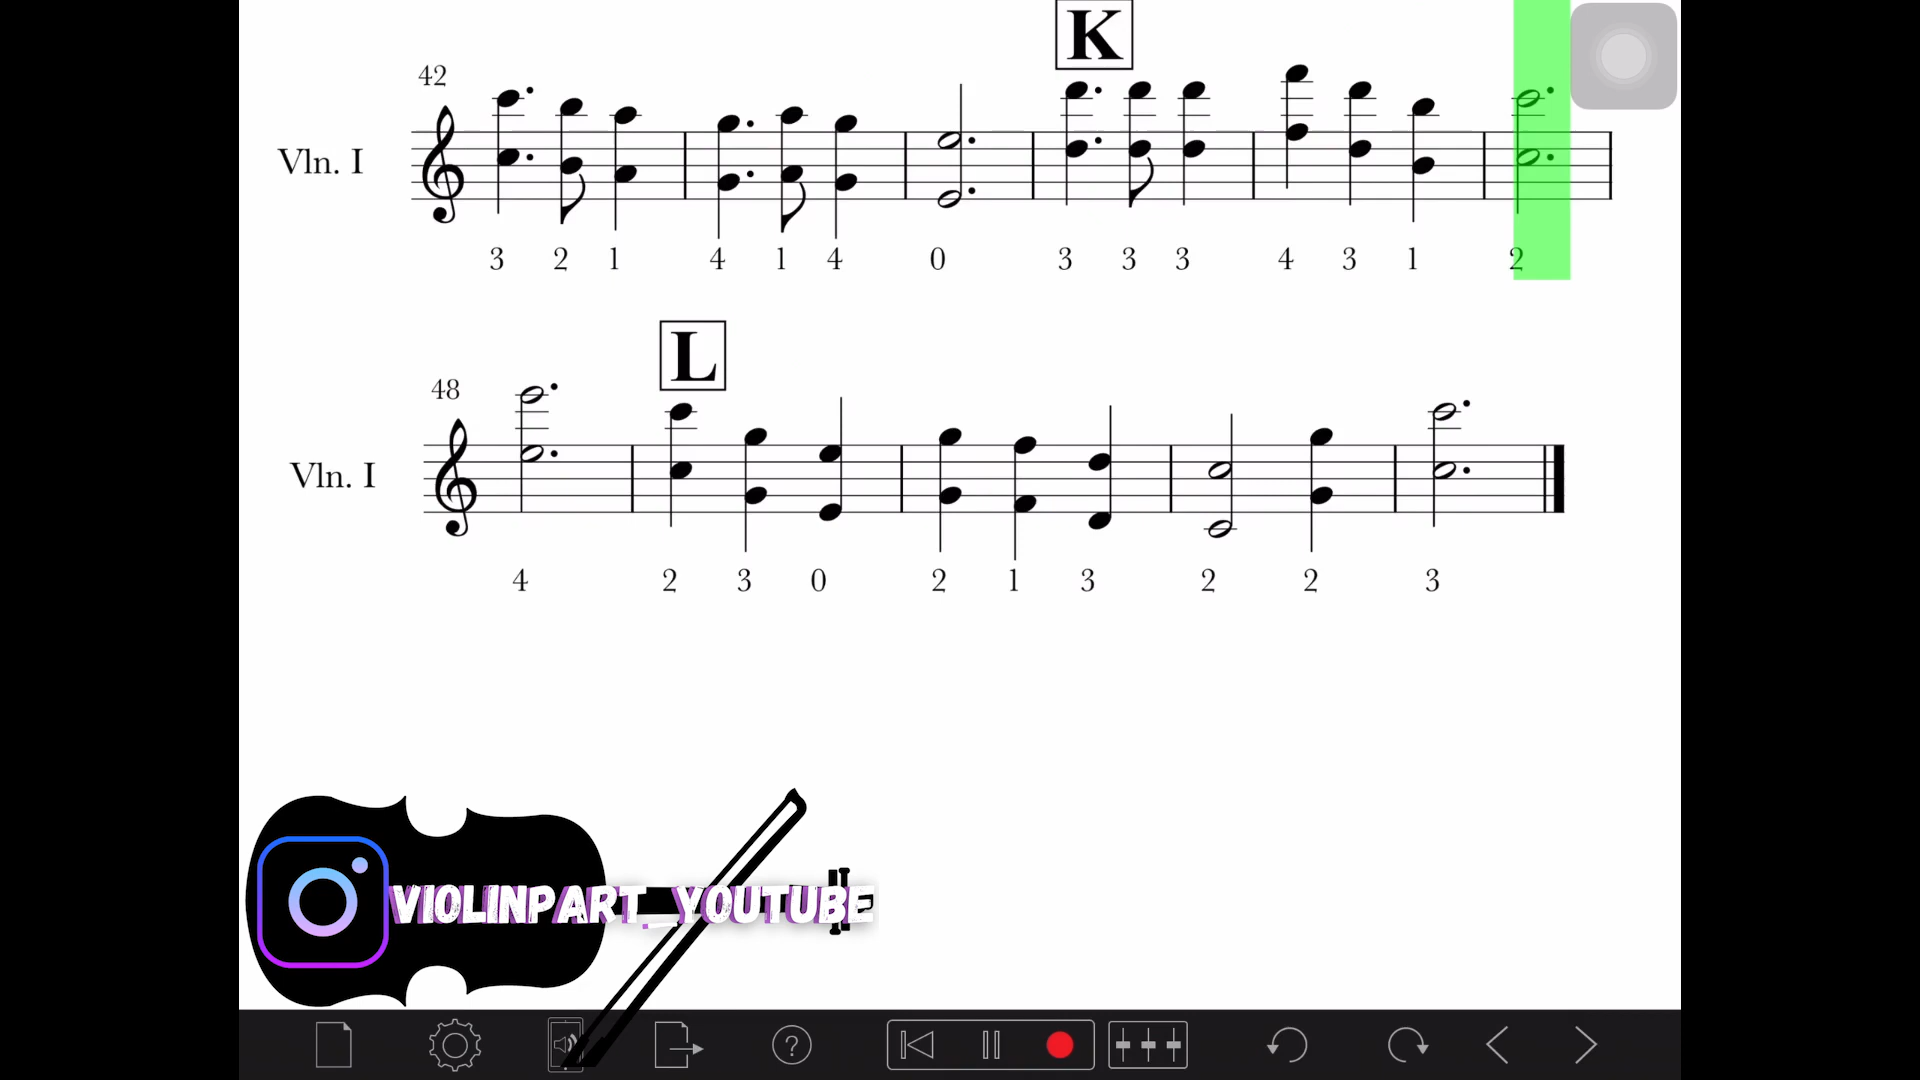 K
42
Vln. I
3 2 1 4 1 4 0 3 3 3 4 3 1 2
L
48
Vln. I
4 2 3 0 2 1 3 2 2 3
VIOLINPART_YOUTUBE
?